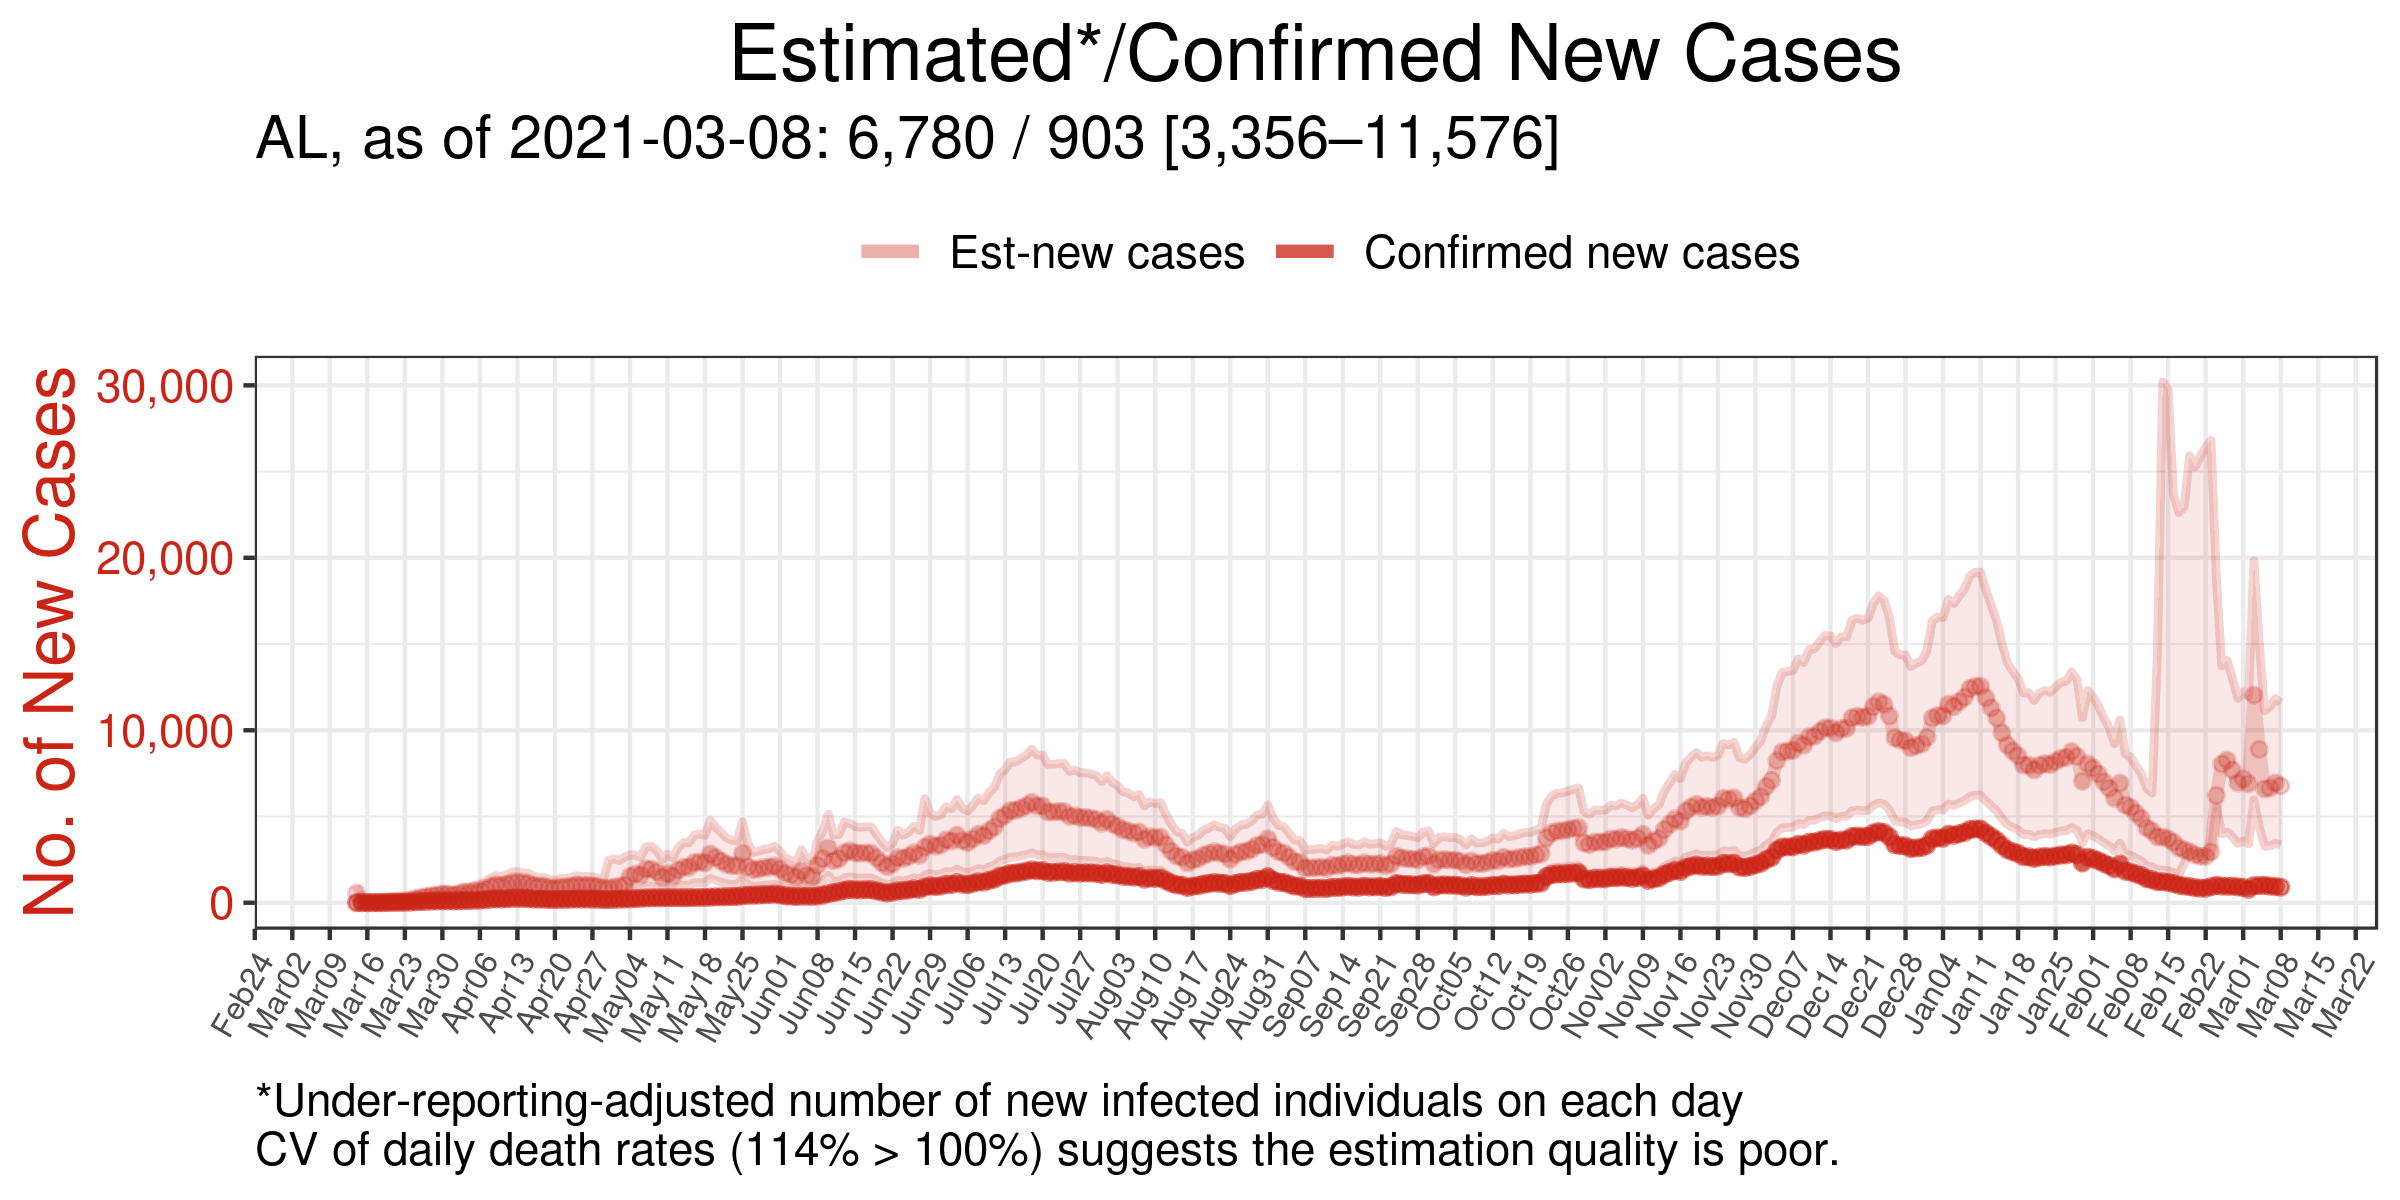 Estimated*/Confirmed New Cases
AL, as of 2021-03-08: 6,780 / 903 [3,356–11,576]
Est-new cases Confirmed new cases
No. of New Cases
30,000
20,000
10,000
0
Feb24 Mar02 Mar09 Mar16 Mar23 Mar30 Apr06 Apr13 Apr20 Apr27 May04 May11 May18 May25 Jun01 Jun08 Jun15 Jun22 Jun29 Jul06 Jul13 Jul20 Jul27 Aug03 Aug10 Aug17 Aug24 Aug31 Sep07 Sep14 Sep21 Sep28 Oct05 Oct12 Oct19 Oct26 Nov02 Nov09 Nov16 Nov23 Nov30 Dec07 Dec14 Dec21 Dec28 Jan04 Jan11 Jan18 Jan25 Feb01 Feb08 Feb15 Feb22 Mar01 Mar08 Mar15 Mar22
*Under-reporting-adjusted number of new infected individuals on each day
CV of daily death rates (114% > 100%) suggests the estimation quality is poor.